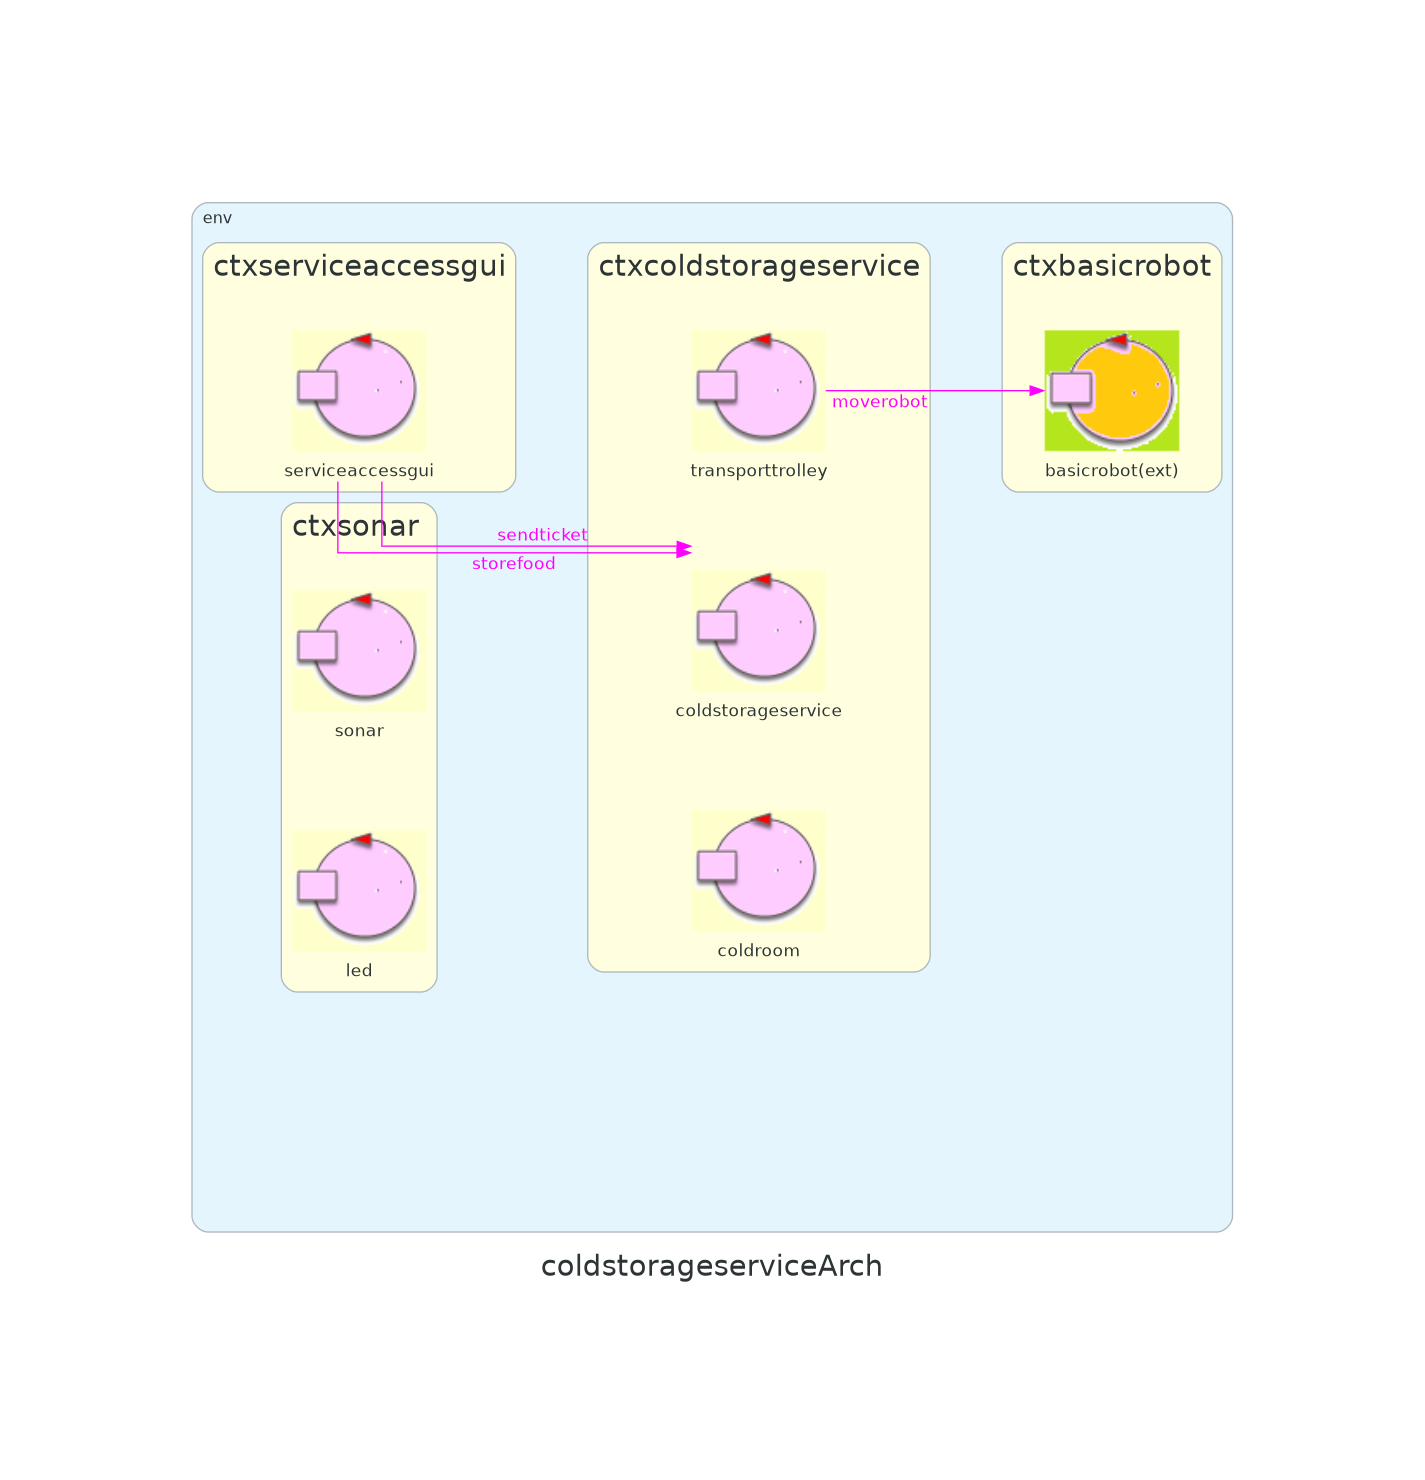 env
ctxserviceaccessgui
ctxcoldstorageservice
ctxbasicrobot
moverobot
serviceaccessgui
transporttrolley
basicrobot(ext)
ctxsonar
sendticket
storefood
sonar
coldstorageservice
coldroom
led
coldstorageserviceArch